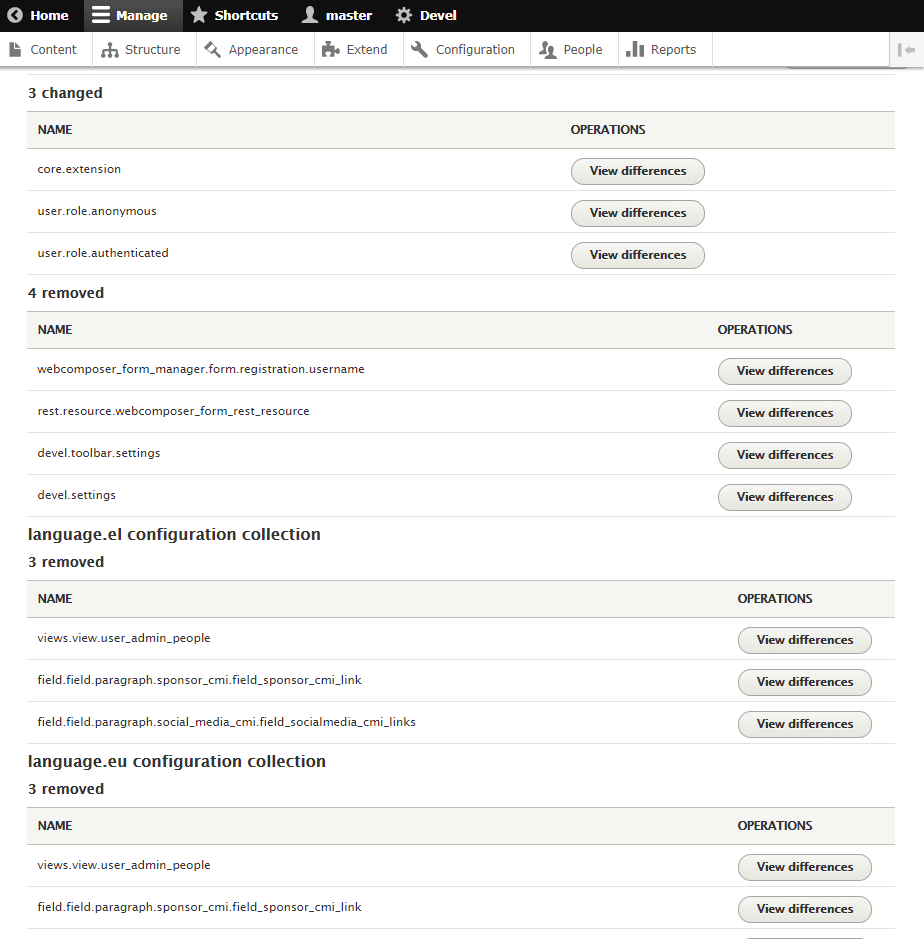 Home Manage Shortcuts master Devel
Content Structure Appearance Extend Configuration People Reports
3 changed
NAME OPERATIONS
core.extension View differences
user.role.anonymous View differences
user.role.authenticated View differences
4 removed
NAME OPERATIONS
webcomposer_form_manager.form.registration.username View differences
rest.resource.webcomposer_form_rest_resource View differences
devel.toolbar.settings View differences
devel.settings View differences
language.el configuration collection
3 removed
NAME OPERATIONS
views.view.user_admin_people View differences
field.field.paragraph.sponsor_cmi.field_sponsor_cmi_link View differences
field.field.paragraph.social_media_cmi.field_socialmedia_cmi_links View differences
language.eu configuration collection
3 removed
NAME OPERATIONS
views.view.user_admin_people View differences
field.field.paragraph.sponsor_cmi.field_sponsor_cmi_link View differences